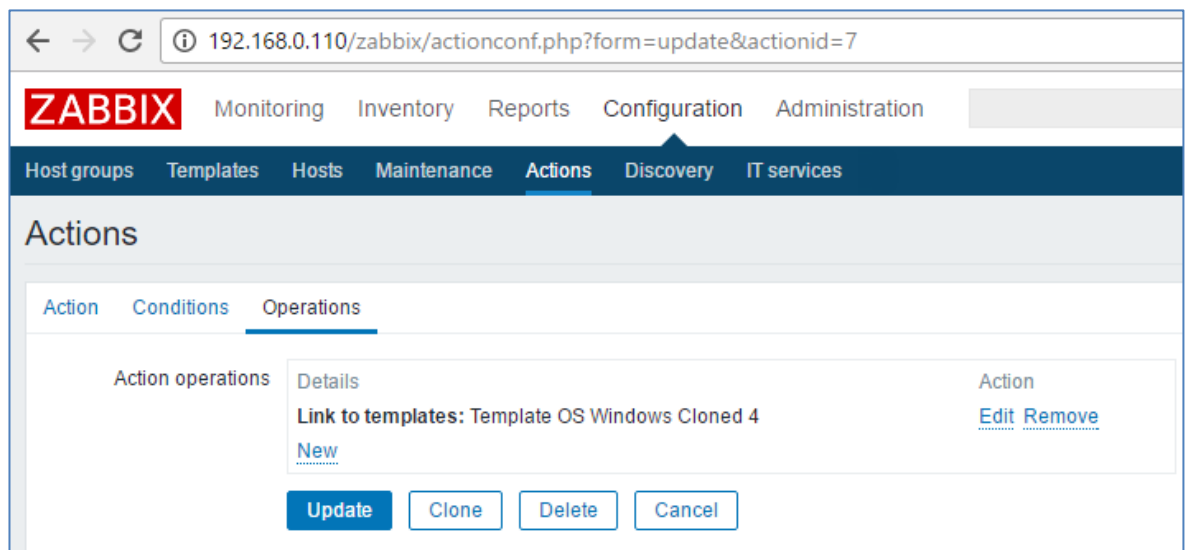 192.168.0.110/zabbix/actionconf.php?form=update&actionid=7
ZABBIX Monitoring Inventory Reports Configuration Administration
Host groups Templates Hosts Maintenance Actions Discovery IT services
Actions
Action Conditions Operations
Action operations Details Action
Link to templates: Template OS Windows Cloned 4 Edit Remove
New
Update Clone Delete Cancel